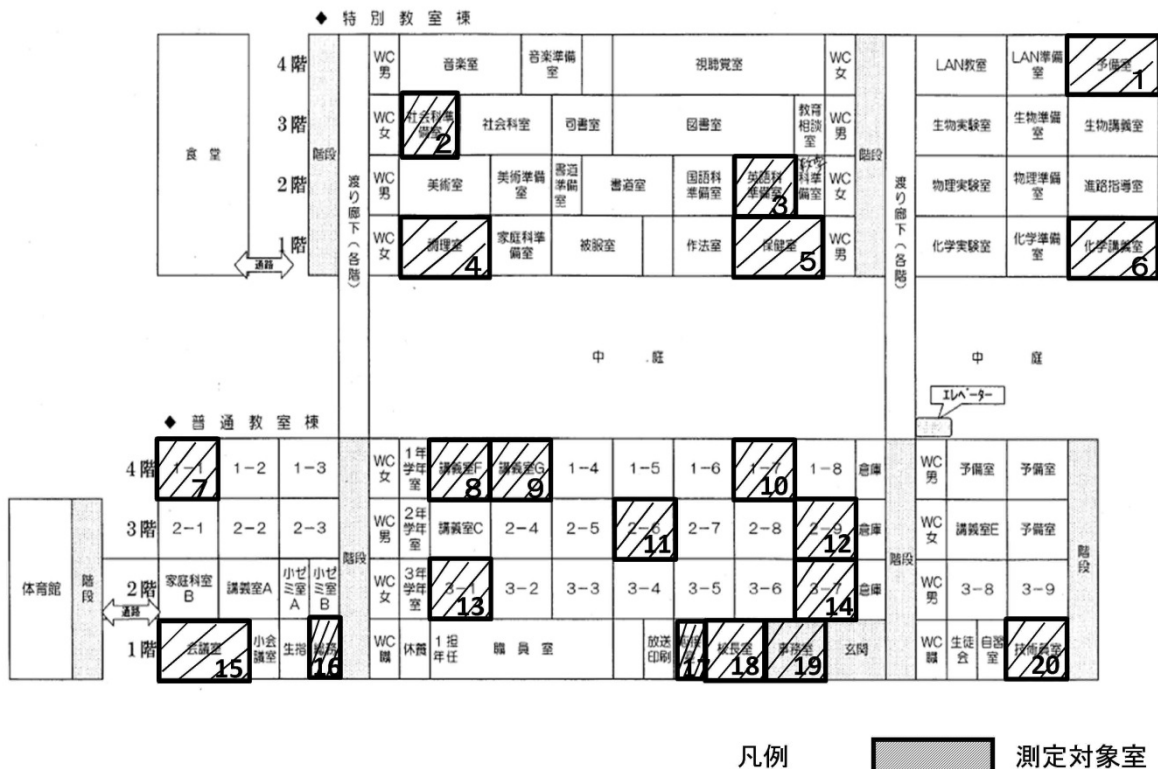 ◆ 特別教室棟
4階 WC男 音楽室 音楽準備室 視聴覚室 WC女 LAN教室 LAN準備室 予備室 1
3階 WC女 社会科準備室 2 社会科室 司書室 図書室 教育相談室 WC男 生物実験室 生物準備室 生物講義室
2階 WC男 美術室 美術準備室 書道準備室 書道室 国語科準備室 英語科準備室 3 科準備室 WC女 物理実験室 物理準備室 進路指導室
1階 WC女 調理室 4 家庭科準備室 被服室 作法室 保健室 5 WC男 化学実験室 化学準備室 化学講義室 6
食堂
通路
階段
渡り廊下(各階)
階段
渡り廊下(各階)
中庭
中庭
エレベーター
◆ 普通教室棟
4階 1-1 7 1-2 1-3 WC女 1年学年室 講義室F 8 講義室G 9 1-4 1-5 1-6 1-7 10 1-8 倉庫 WC男 予備室 予備室
3階 2-1 2-2 2-3 WC男 2年学年室 講義室C 2-4 2-5 2-6 11 2-7 2-8 2-9 12 倉庫 WC女 講義室E 予備室
2階 家庭科室B 講義室A 小ゼミ室A 小ゼミ室B WC女 3年学年室 3-1 13 3-2 3-3 3-4 3-5 3-6 3-7 14 倉庫 WC男 3-8 3-9
1階 会議室 15 小会議室 生指 16 WC職 休養 1年担任 職員室 放送印刷 17 校長室 18 事務室 19 玄関 WC職 生徒会 自習室 技術員室 20
体育館
階段
通路
階段
階段
階段
凡例 測定対象室